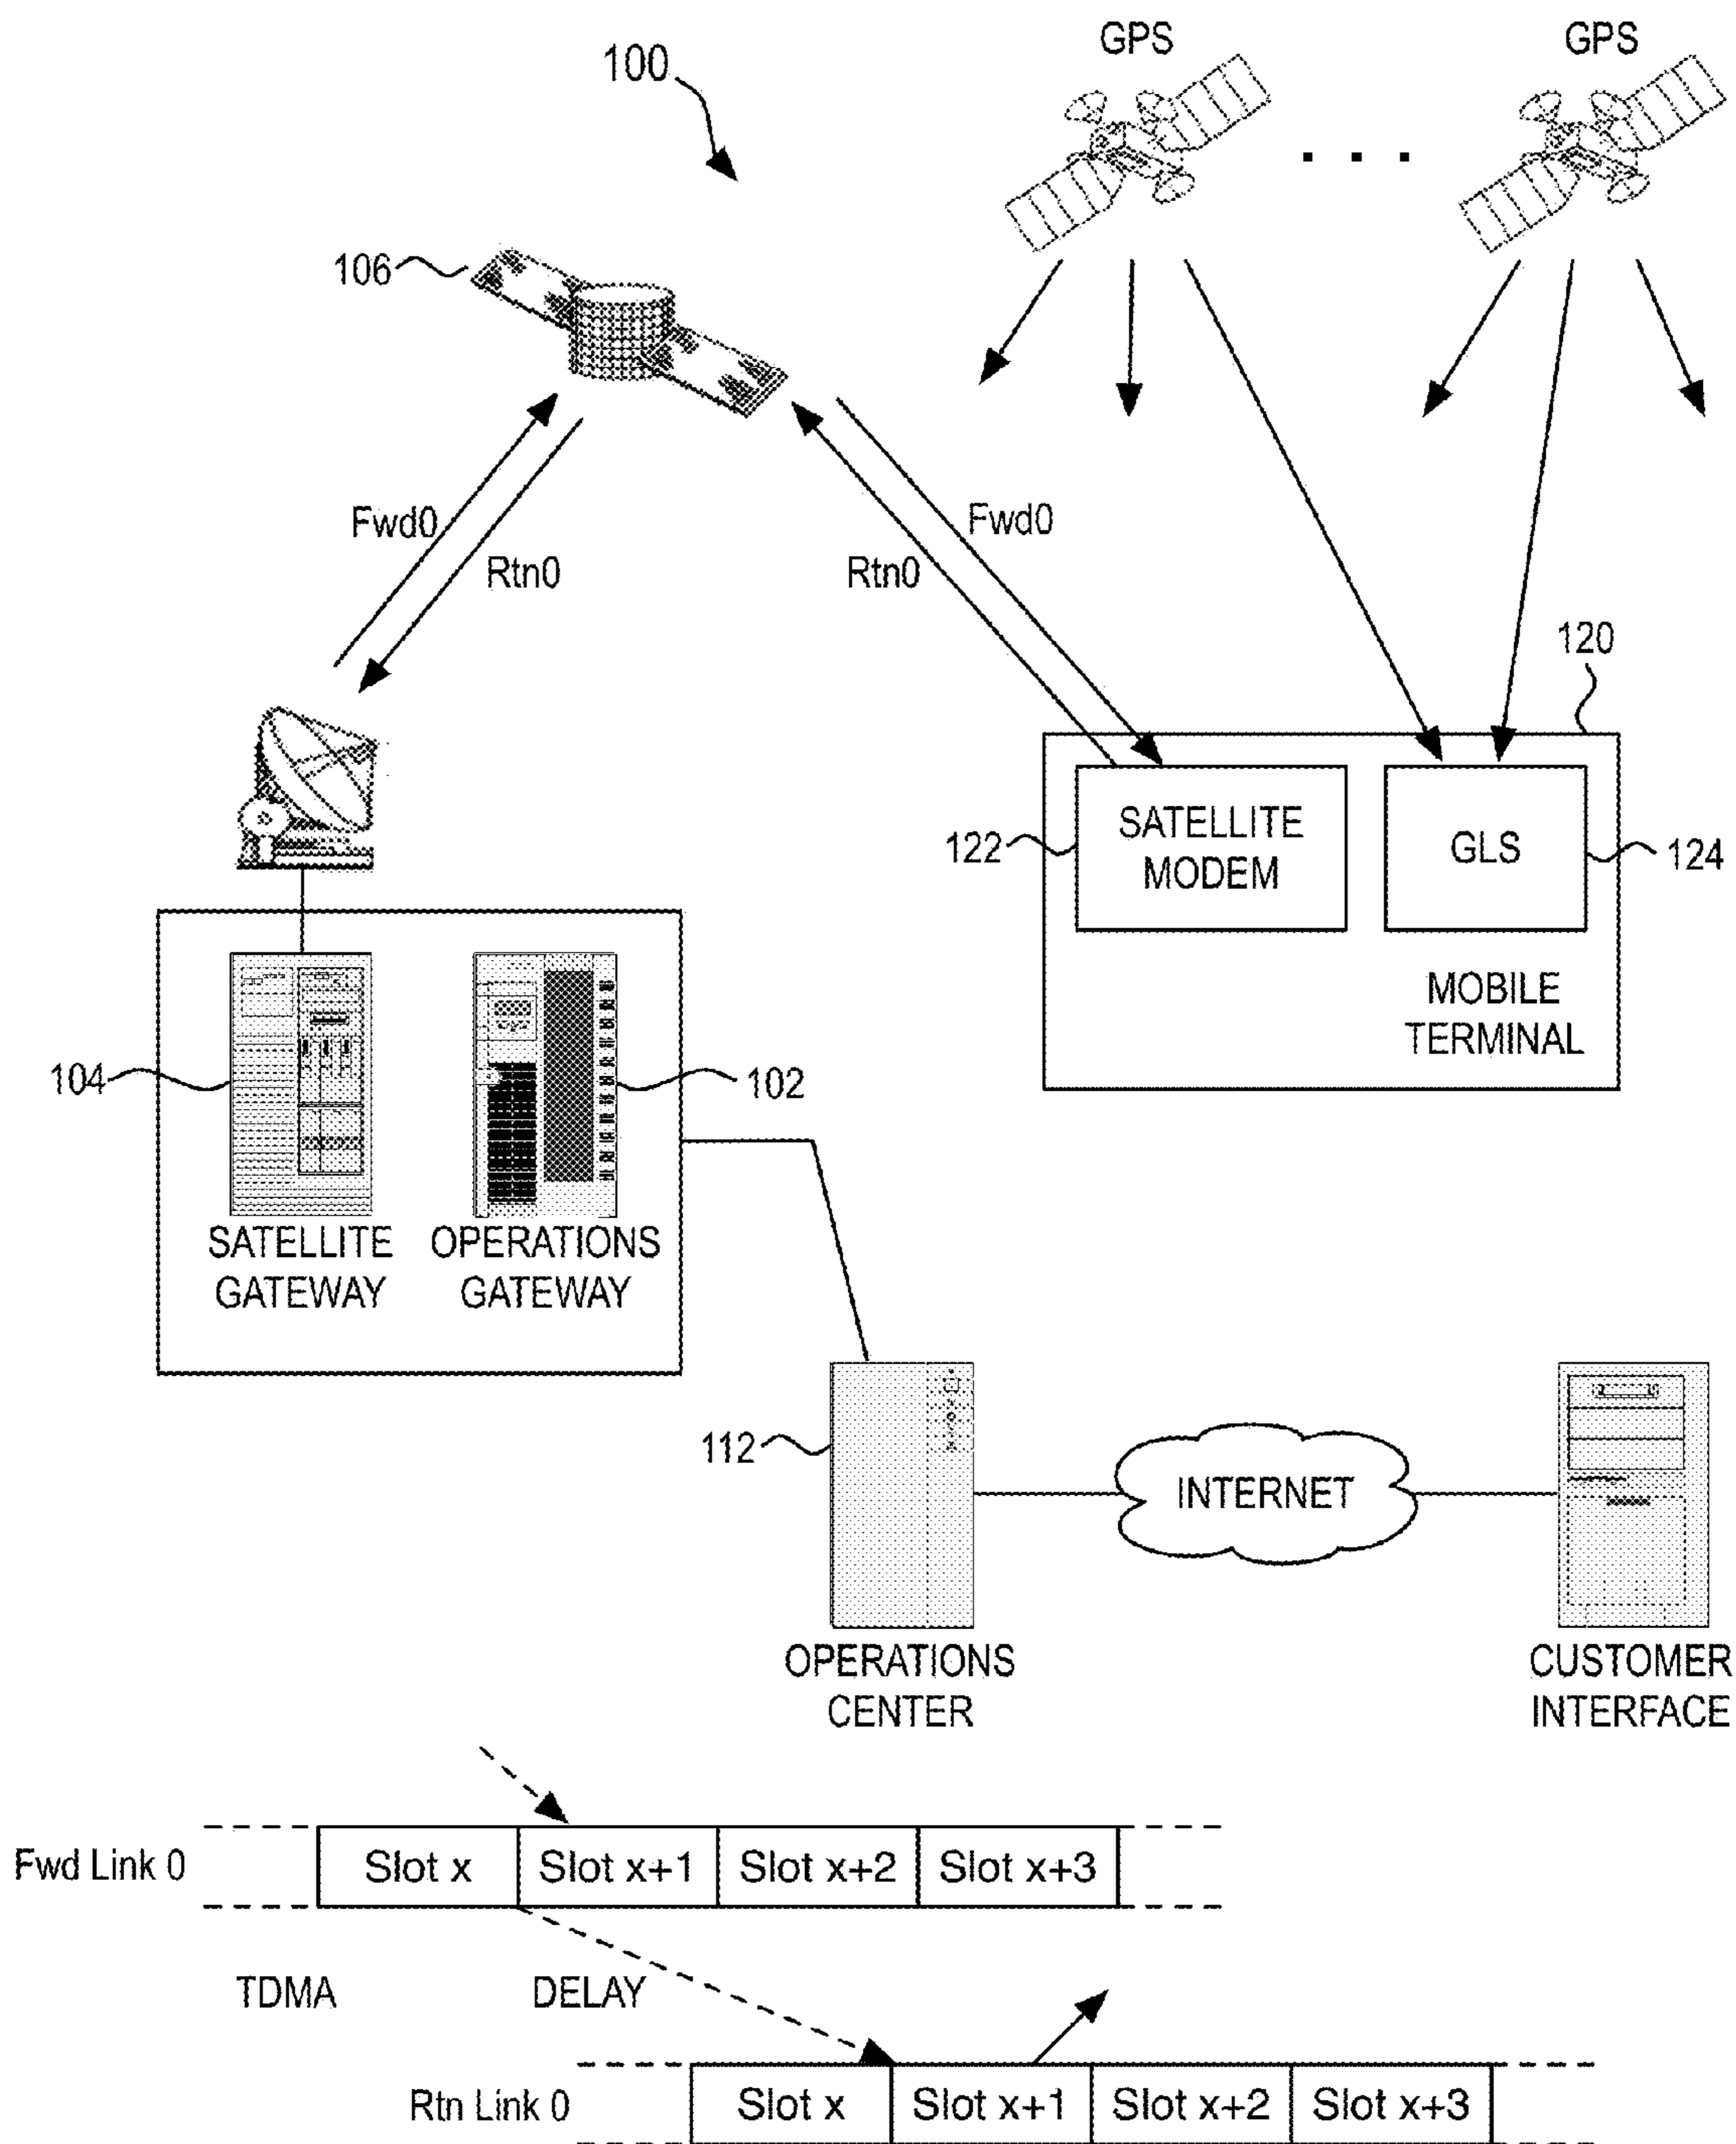 GPS
GPS
100
106
Fwd0
Rtn0
Fwd0
Rtn0
120
122
SATELLITE
MODEM
GLS
124
MOBILE
TERMINAL
104
102
SATELLITE
GATEWAY
OPERATIONS
GATEWAY
112
INTERNET
OPERATIONS
CENTER
CUSTOMER
INTERFACE
Fwd Link 0
Slot x
Slot x+1
Slot x+2
Slot x+3
TDMA
DELAY
Rtn Link 0
Slot x
Slot x+1
Slot x+2
Slot x+3